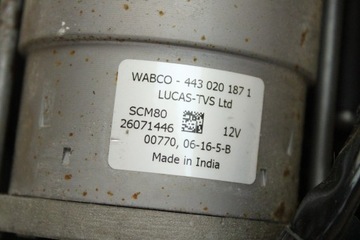 WABCO - 443 020 187 1
LUCAS-TVS Ltd
SCM80
26071446 12V
00770, 06-16-5-B
Made in India